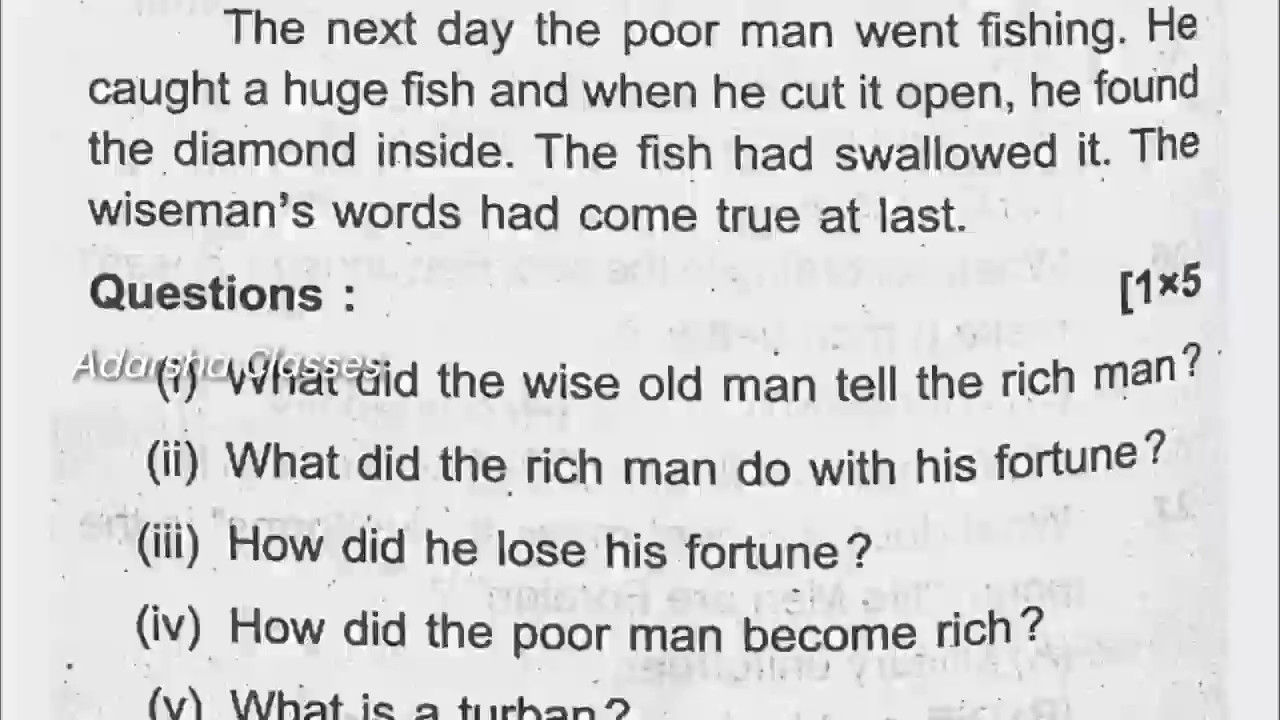 The next day the poor man went fishing. He
caught a huge fish and when he cut it open, he found
the diamond inside. The fish had swallowed it. The
wiseman's words had come true at last.
Questions : [1×5
Adarsha Classes
(i) What did the wise old man tell the rich man?
(ii) What did the rich man do with his fortune?
(iii) How did he lose his fortune?
(iv) How did the poor man become rich?
(v) What is a turban?